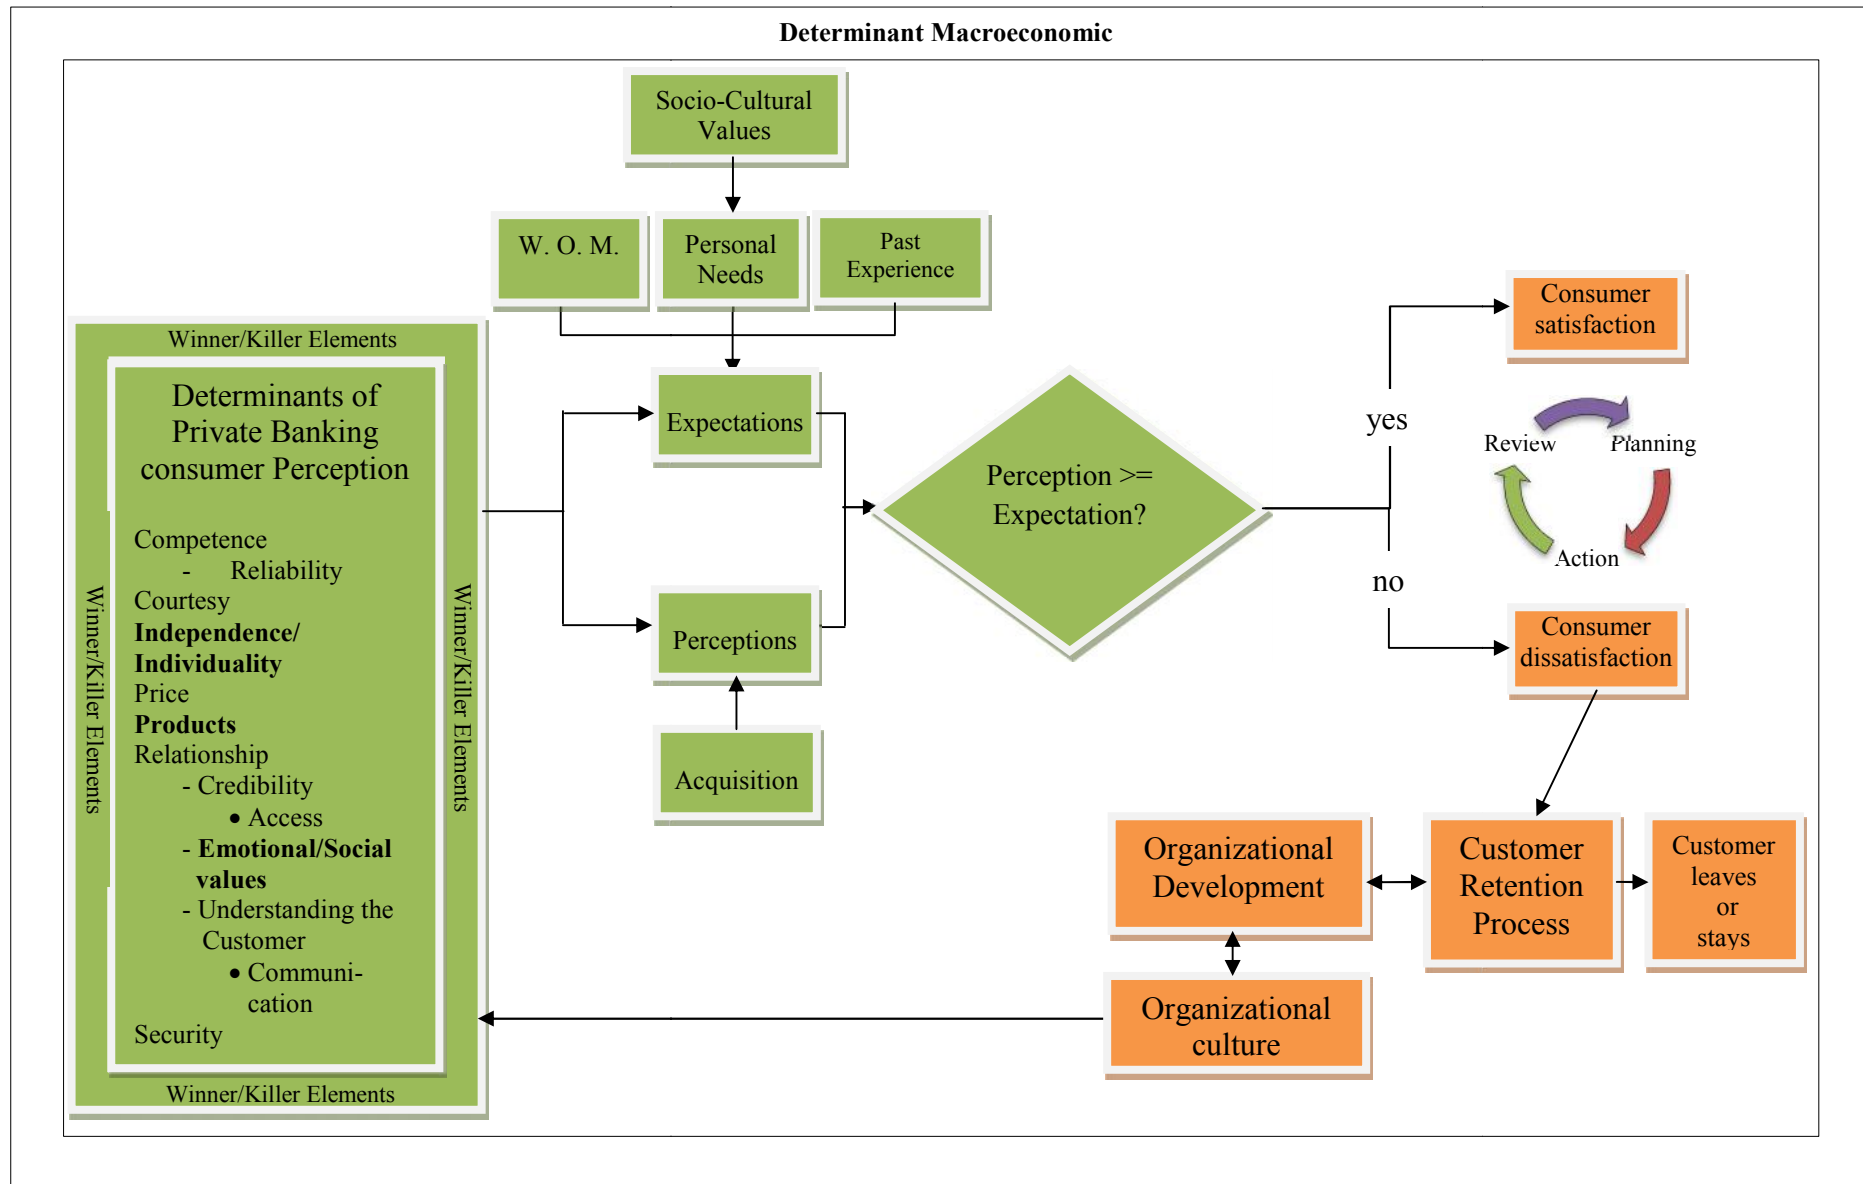 Determinant Macroeconomic
Socio-Cultural
Values
W. O. M.
Personal
Needs
Past
Experience
Winner/Killer Elements
Winner/Killer Elements
Determinants of
Private Banking
consumer Perception
Competence
- Reliability
Courtesy
Independence/
Individuality
Price
Products
Relationship
- Credibility
• Access
- Emotional/Social
values
- Understanding the
Customer
• Communi-
cation
Security
Winner/Killer Elements
Winner/Killer Elements
Expectations
Perceptions
Acquisition
Perception >=
Expectation?
yes
no
Consumer
satisfaction
Review
Planning
Action
Consumer
dissatisfaction
Organizational
Development
Customer
Retention
Process
Customer
leaves
or
stays
Organizational
culture